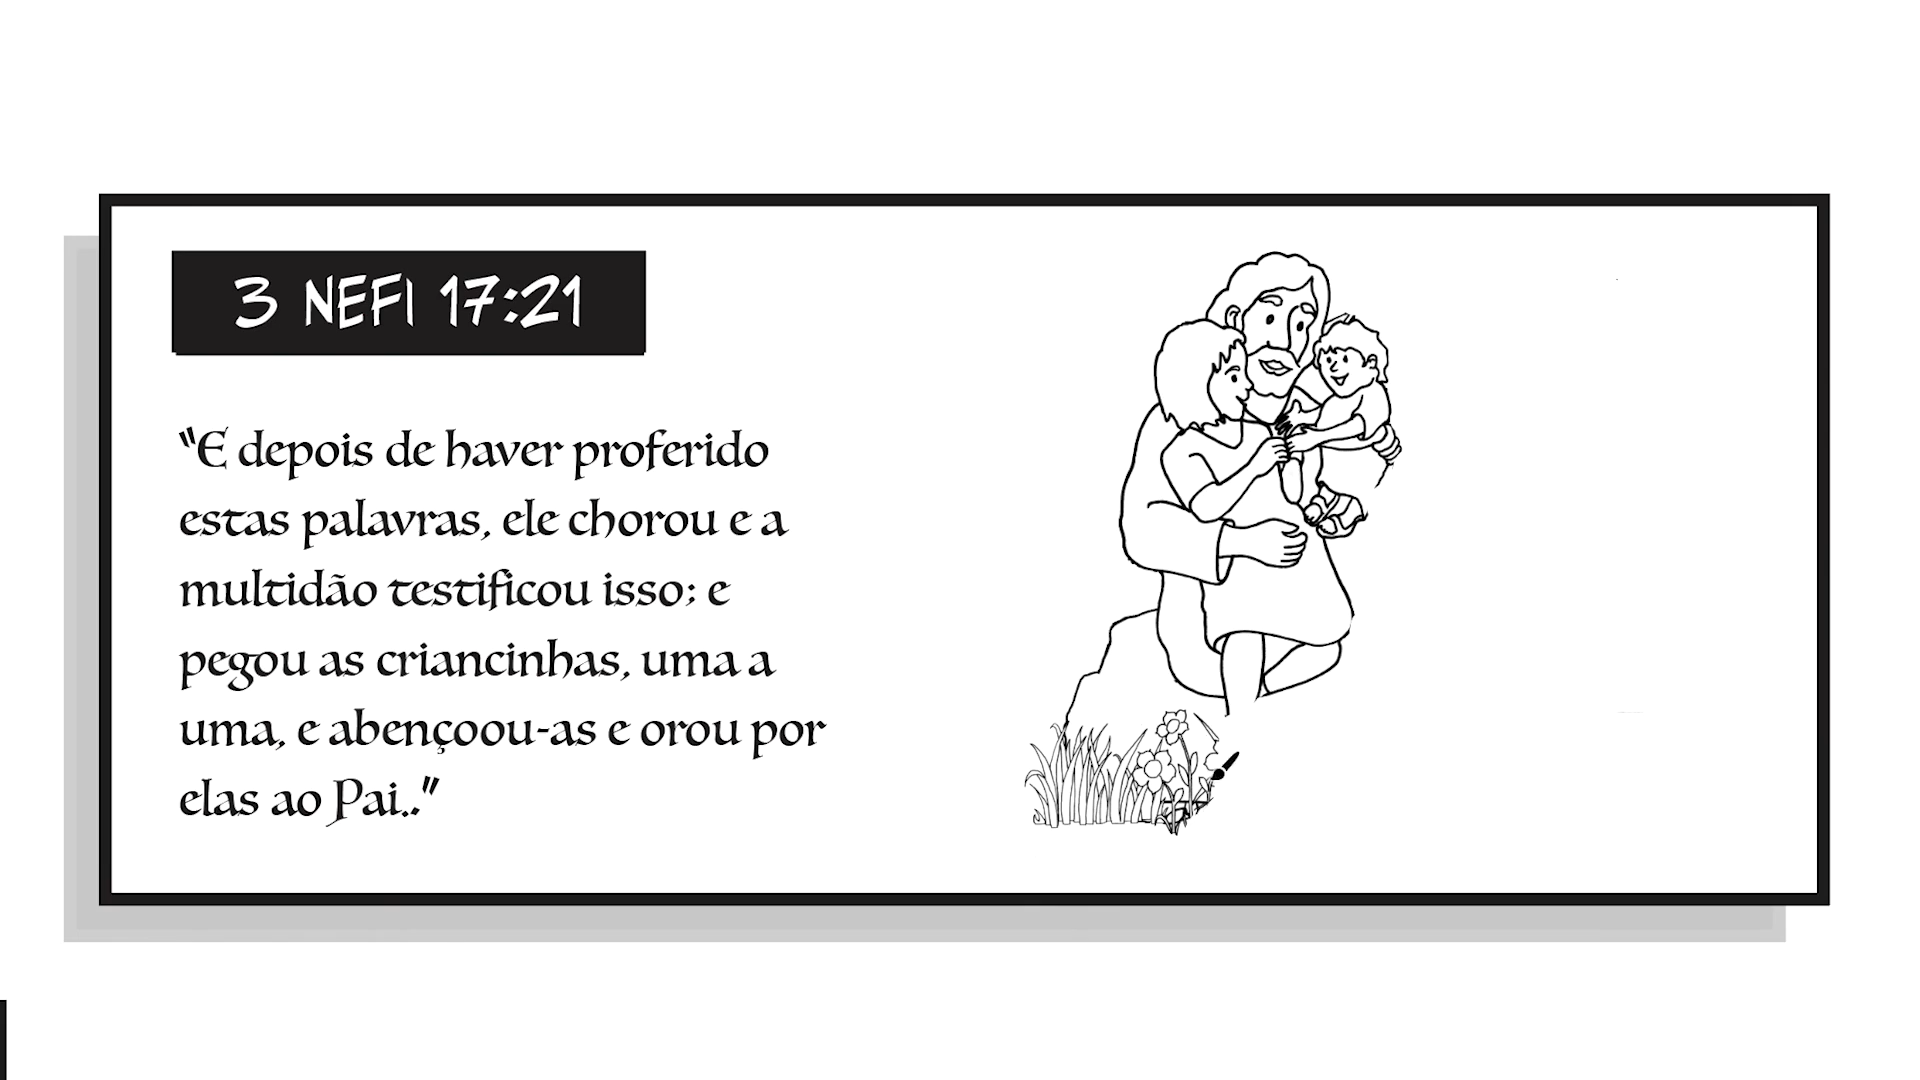 3 NEFI 17:21
“E depois de haver proferido
estas palavras, ele chorou e a
multidão testificou isso; e
pegou as criancinhas, uma a
uma, e abençoou-as e orou por
elas ao Pai..”